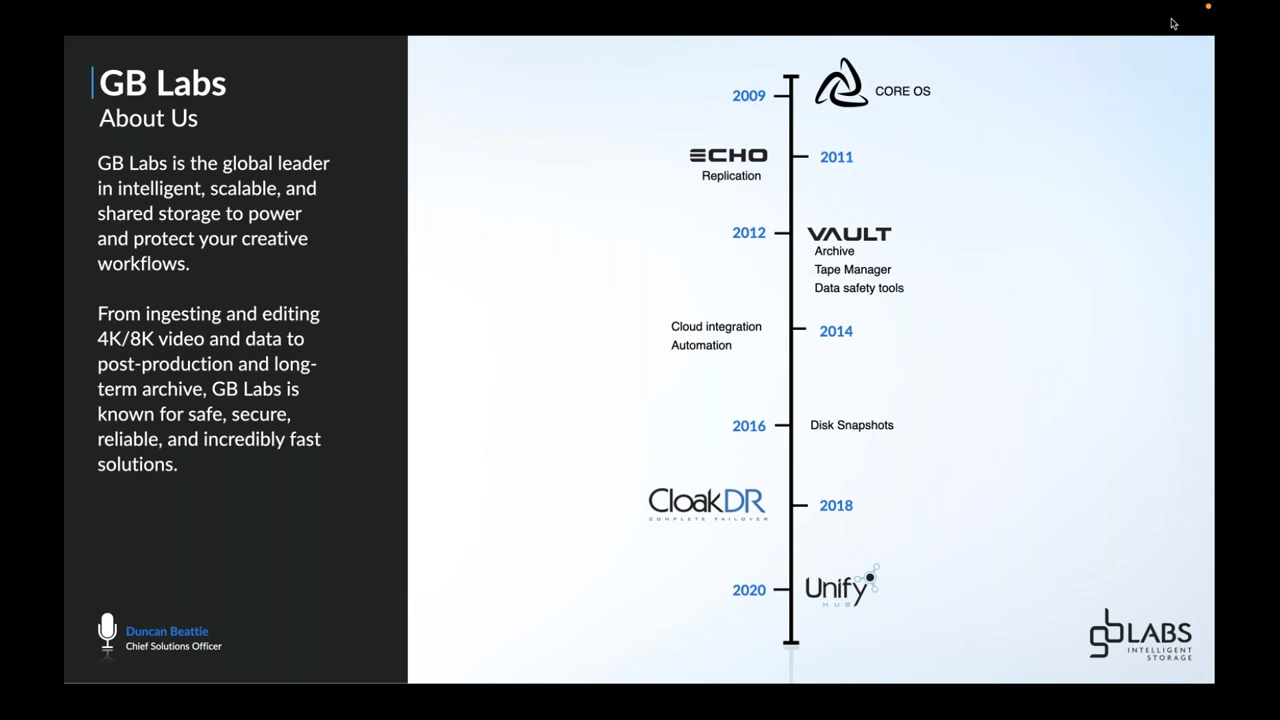 GB Labs
About Us
GB Labs is the global leader
in intelligent, scalable, and
shared storage to power
and protect your creative
workflows.
From ingesting and editing
4K/8K video and data to
post-production and long-
term archive, GB Labs is
known for safe, secure,
reliable, and incredibly fast
solutions.
Duncan Beattie
Chief Solutions Officer
2009
CORE OS
ECHO
Replication
2011
2012
VAULT
Archive
Tape Manager
Data safety tools
Cloud integration
Automation
2014
2016
Disk Snapshots
CloakDR
COMPLETE FAILOVER
2018
2020
Unify
HUB
gb LABS
INTELLIGENT
STORAGE